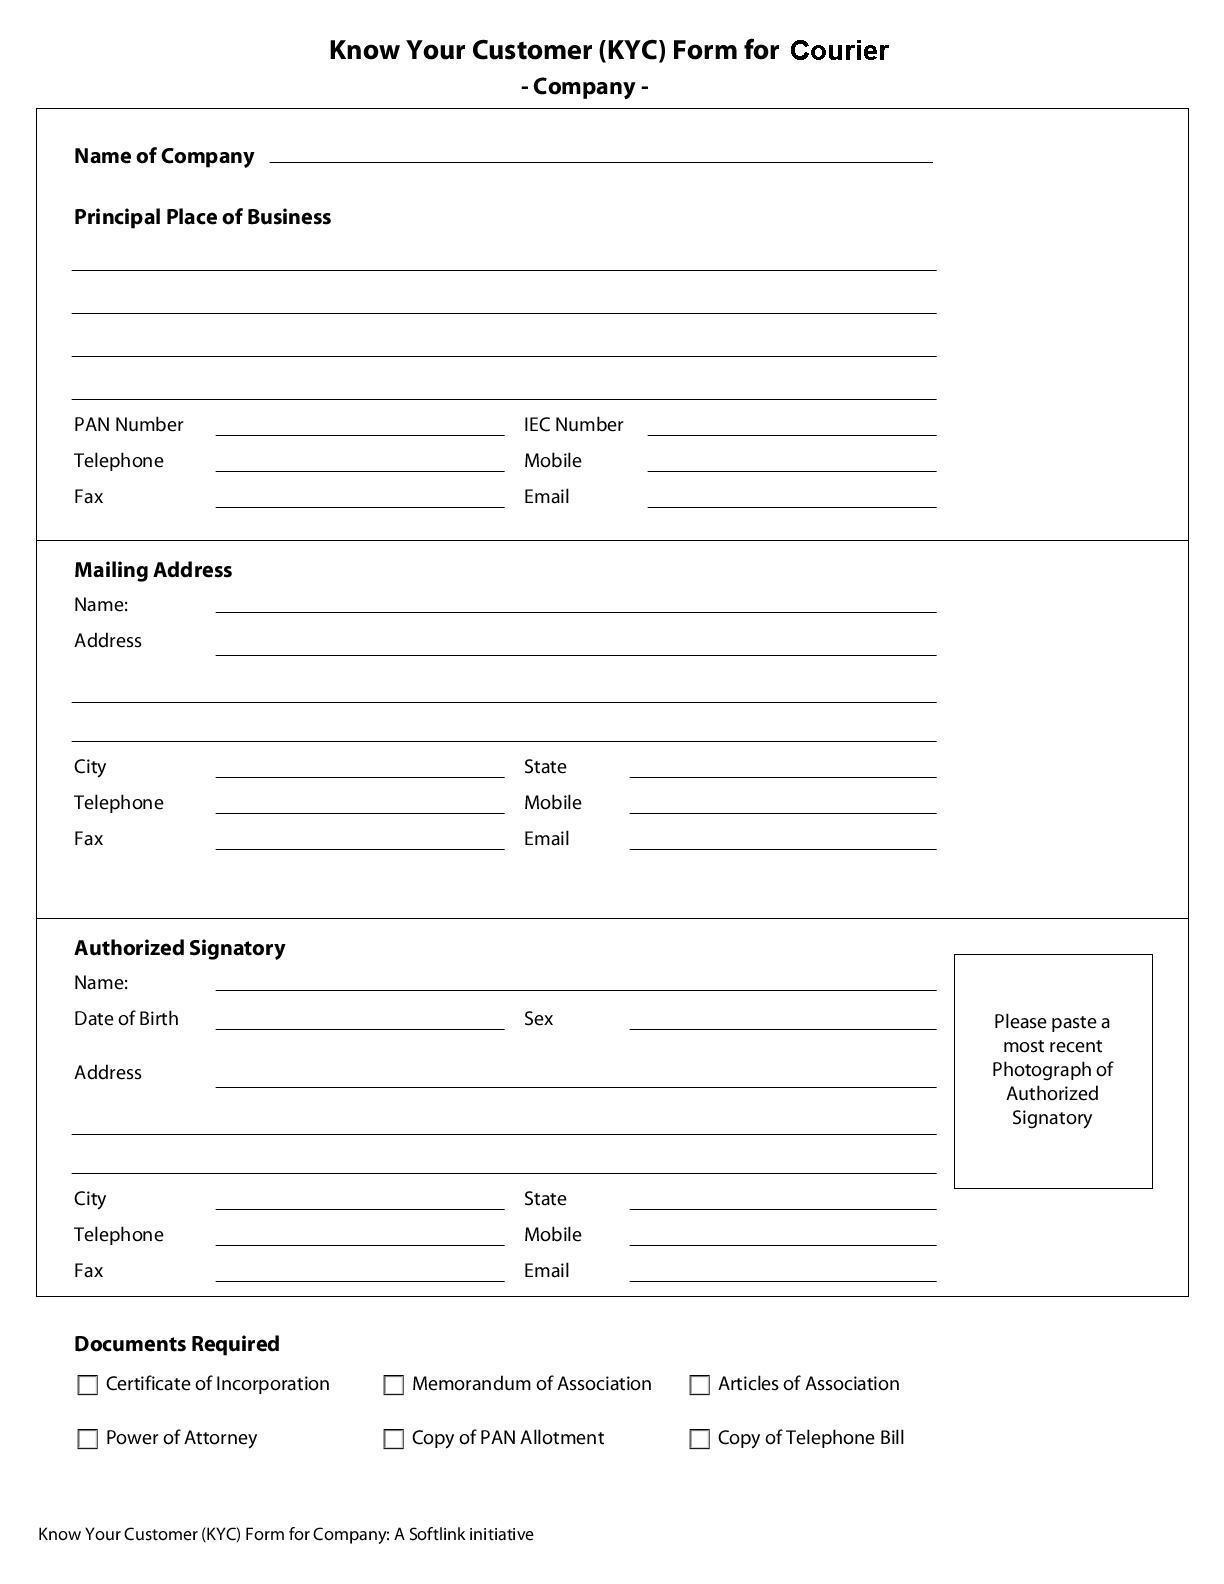 Know Your Customer (KYC) Form for Courier
- Company -
Name of Company
Principal Place of Business
PAN Number IEC Number
Telephone Mobile
Fax Email
Mailing Address
Name:
Address
City State
Telephone Mobile
Fax Email
Authorized Signatory
Name:
Date of Birth Sex
Address
Please paste a
most recent
Photograph of
Authorized
Signatory
City State
Telephone Mobile
Fax Email
Documents Required
Certificate of Incorporation Memorandum of Association Articles of Association
Power of Attorney Copy of PAN Allotment Copy of Telephone Bill
Know Your Customer (KYC) Form for Company: A Softlink initiative